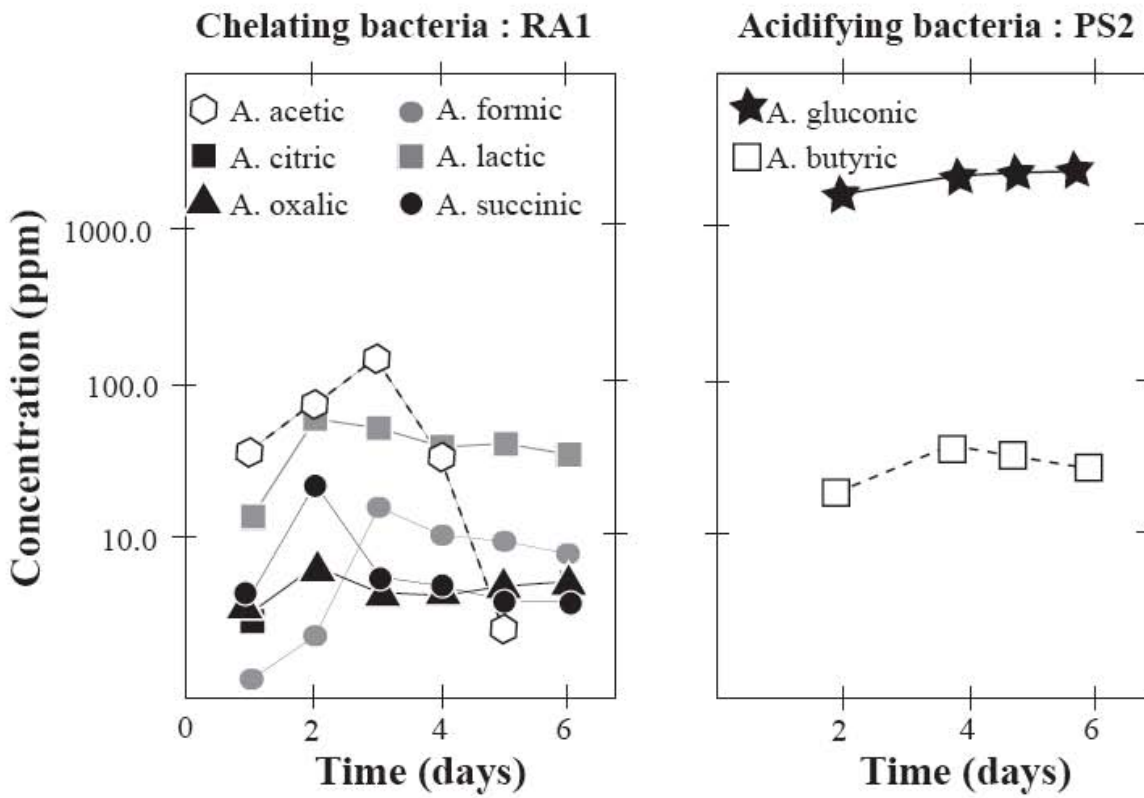 Chelating bacteria : RA1
A. acetic
A. formic
A. citric
A. lactic
A. oxalic
A. succinic
Concentration (ppm)
1000.0
100.0
10.0
0
2
4
6
Time (days)
Acidifying bacteria : PS2
A. gluconic
A. butyric
2
4
6
Time (days)